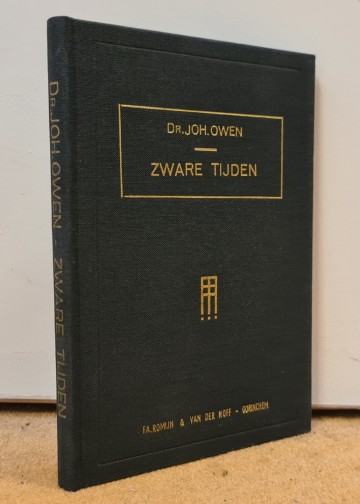 DR. JOH. OWEN - ZWARE TIJDEN
DR. JOH. OWEN
ZWARE TIJDEN
FA. ROMIJN & VAN DER HOFF - GORINCHEM